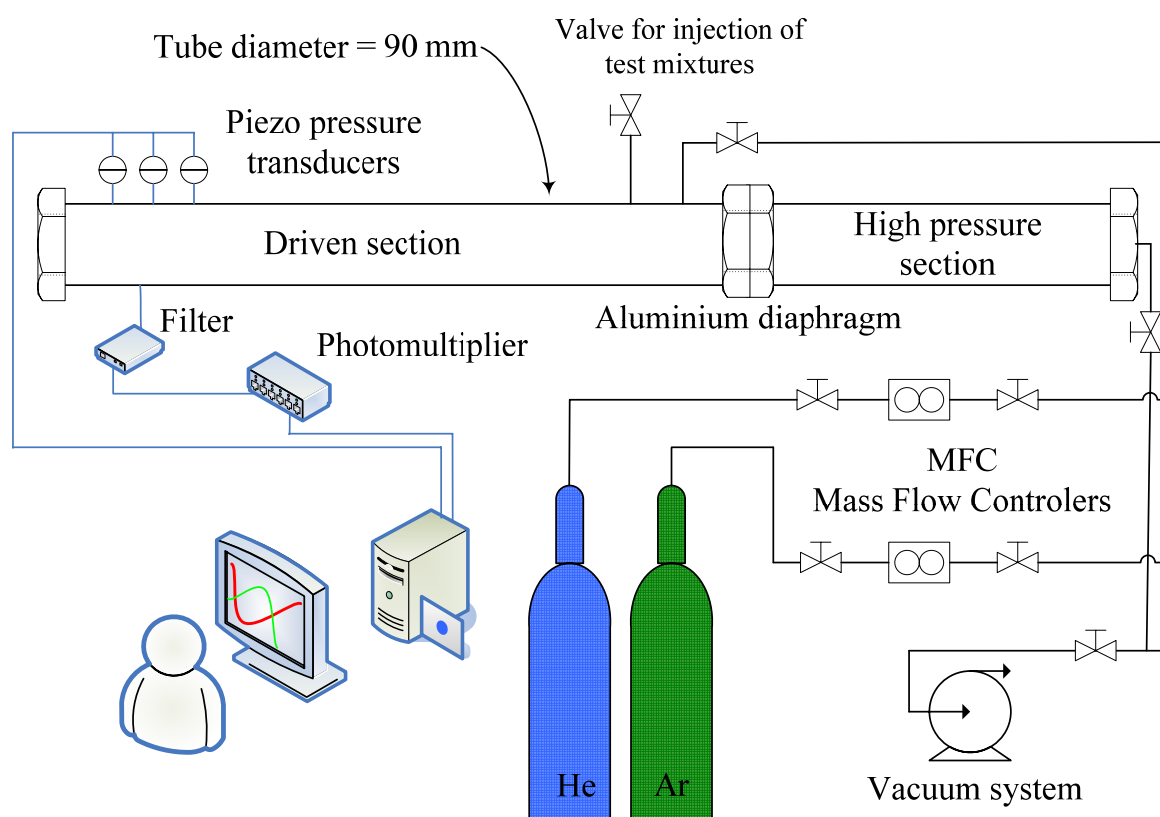 Valve for injection of
test mixtures
Tube diameter = 90 mm
Piezo pressure
transducers
Driven section
High pressure
section
Aluminium diaphragm
Filter
Photomultiplier
MFC
Mass Flow Controlers
He
Ar
Vacuum system